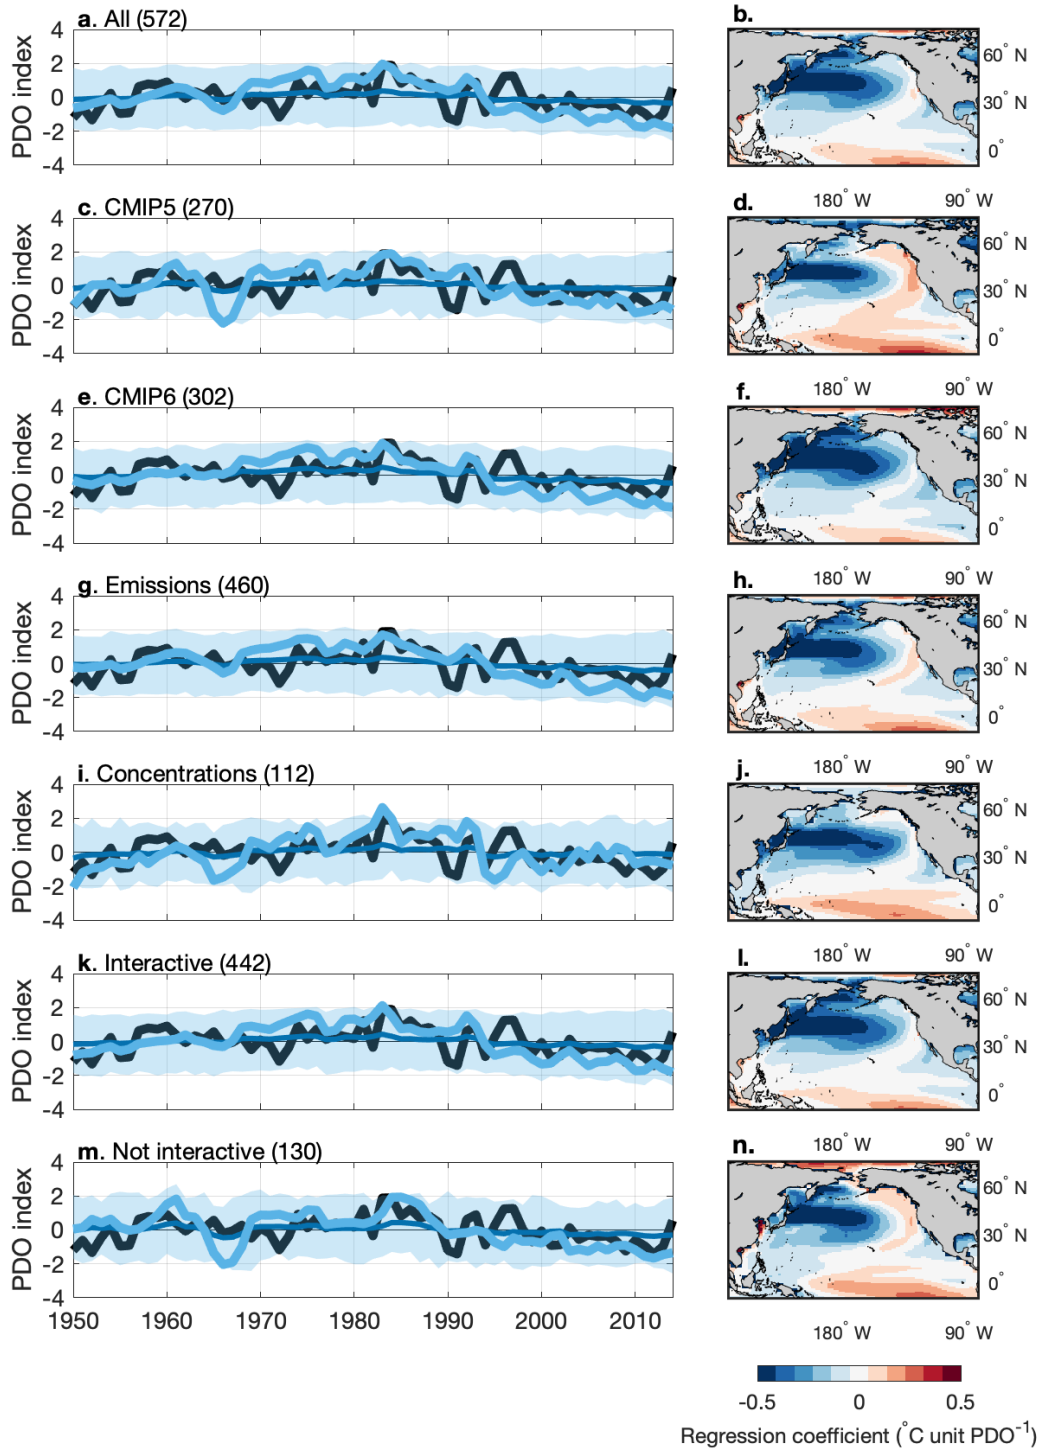 a. All (572)
b.
4
2
0
-2
-4
PDO index
60° N
30° N
0°
180° W
90° W
c. CMIP5 (270)
d.
4
2
0
-2
-4
PDO index
60° N
30° N
0°
180° W
90° W
e. CMIP6 (302)
f.
4
2
0
-2
-4
PDO index
60° N
30° N
0°
180° W
90° W
g. Emissions (460)
h.
4
2
0
-2
-4
PDO index
60° N
30° N
0°
180° W
90° W
i. Concentrations (112)
j.
4
2
0
-2
-4
PDO index
60° N
30° N
0°
180° W
90° W
k. Interactive (442)
l.
4
2
0
-2
-4
PDO index
60° N
30° N
0°
180° W
90° W
m. Not interactive (130)
n.
4
2
0
-2
-4
PDO index
60° N
30° N
0°
1950 1960 1970 1980 1990 2000 2010
180° W
90° W
-0.5 0 0.5
Regression coefficient (°C unit PDO⁻¹)